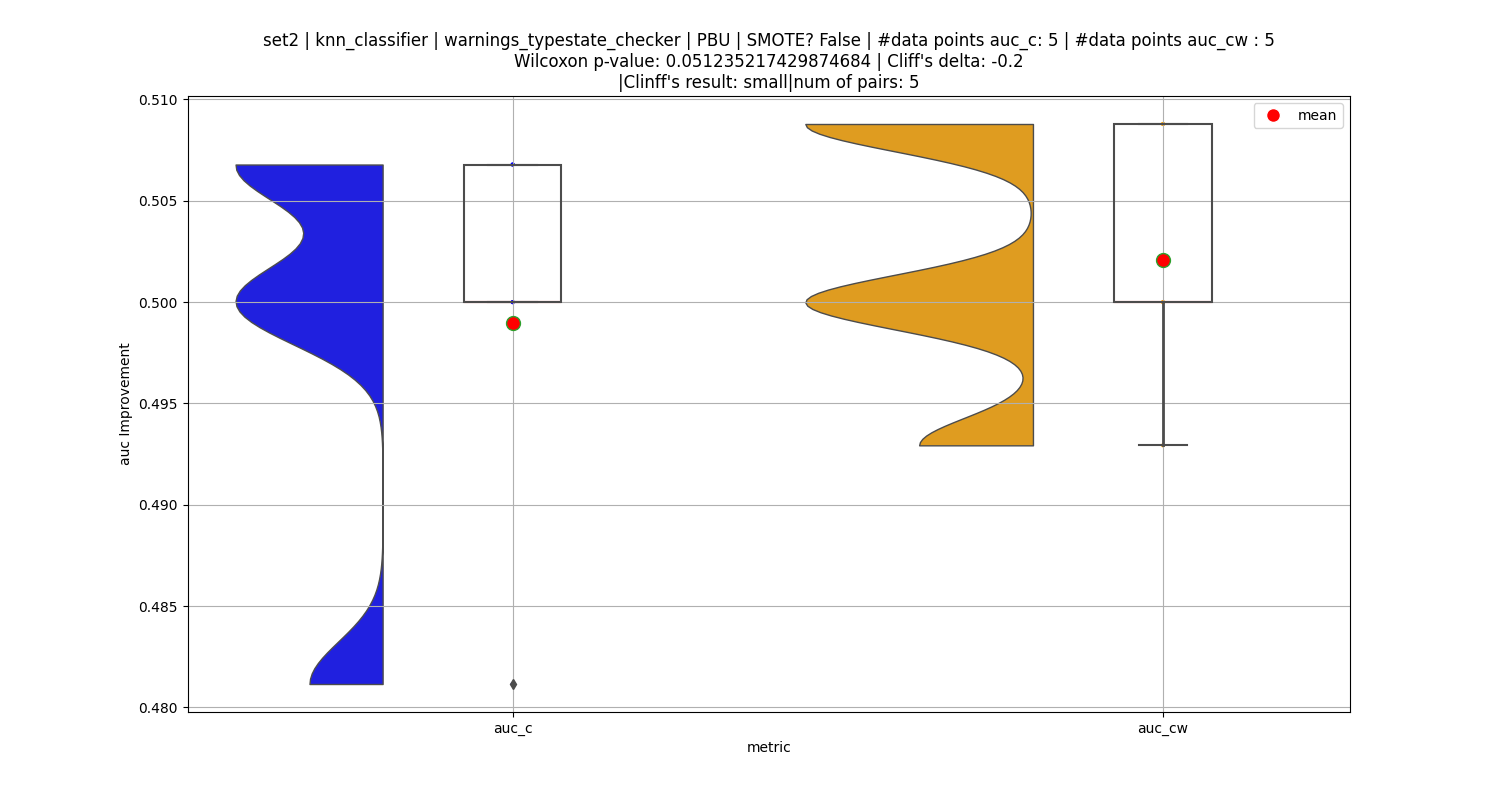 set2 | knn_classifier | warnings_typestate_checker | PBU | SMOTE? False | #data points auc_c: 5 | #data points auc_cw : 5
Wilcoxon p-value: 0.051235217429874684 | Cliff's delta: -0.2
|Clinff's result: small|num of pairs: 5
mean
0.510
0.505
0.500
0.495
0.490
0.485
0.480
auc Improvement
auc_c
auc_cw
metric